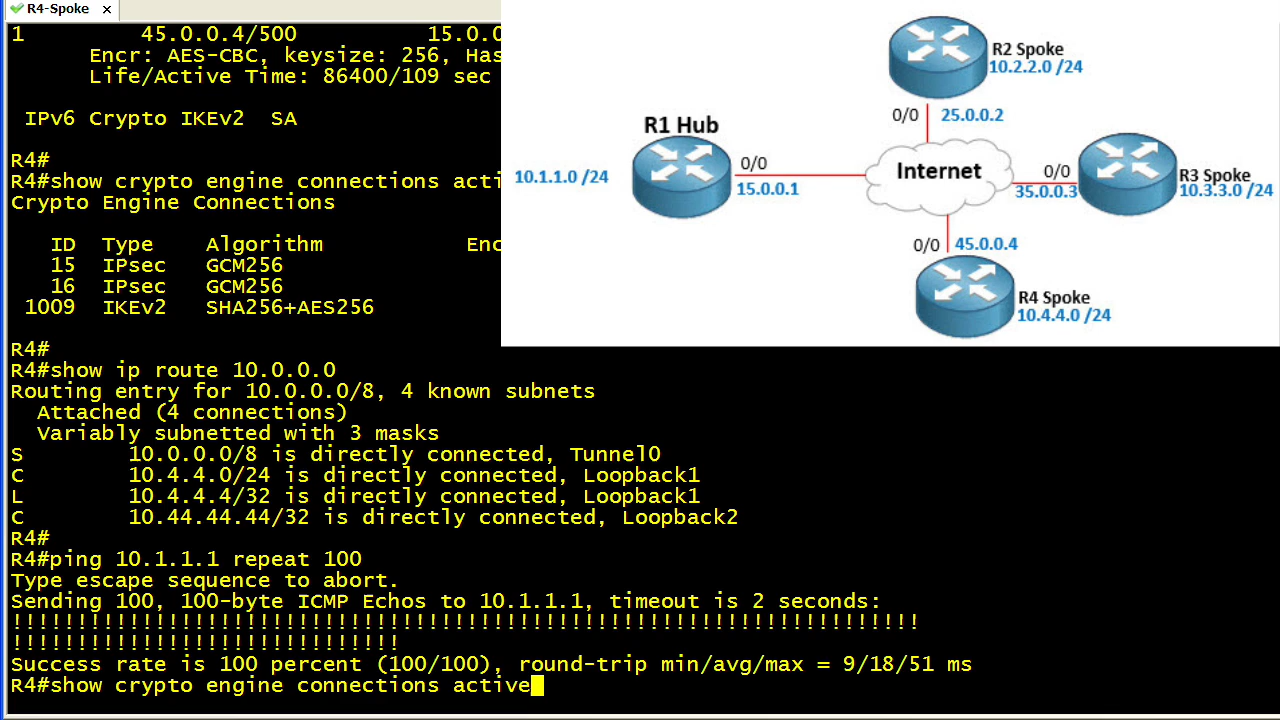 R4-Spoke ×
1 45.0.0.4/500 15.0.0
Encr: AES-CBC, keysize: 256, Has
Life/Active Time: 86400/109 sec
IPv6 Crypto IKEv2 SA
R4#
R4#show crypto engine connections acti
Crypto Engine Connections
ID Type Algorithm Enc
15 IPsec GCM256
16 IPsec GCM256
1009 IKEv2 SHA256+AES256
R4#
R4#show ip route 10.0.0.0
Routing entry for 10.0.0.0/8, 4 known subnets
Attached (4 connections)
Variably subnetted with 3 masks
S 10.0.0.0/8 is directly connected, Tunnel0
C 10.4.4.0/24 is directly connected, Loopback1
L 10.4.4.4/32 is directly connected, Loopback1
C 10.44.44.44/32 is directly connected, Loopback2
R4#
R4#ping 10.1.1.1 repeat 100
Type escape sequence to abort.
Sending 100, 100-byte ICMP Echos to 10.1.1.1, timeout is 2 seconds:
!!!!!!!!!!!!!!!!!!!!!!!!!!!!!!!!!!!!!!!!!!!!!!!!!!!!!!!!!!!!!!!!!!!!!!
!!!!!!!!!!!!!!!!!!!!!!!!!!!!!!
Success rate is 100 percent (100/100), round-trip min/avg/max = 9/18/51 ms
R4#show crypto engine connections active
R2 Spoke
10.2.2.0 /24
0/0 25.0.0.2
R1 Hub
10.1.1.0 /24
0/0
15.0.0.1
Internet
0/0
35.0.0.3
R3 Spoke
10.3.3.0 /24
0/0 45.0.0.4
R4 Spoke
10.4.4.0 /24